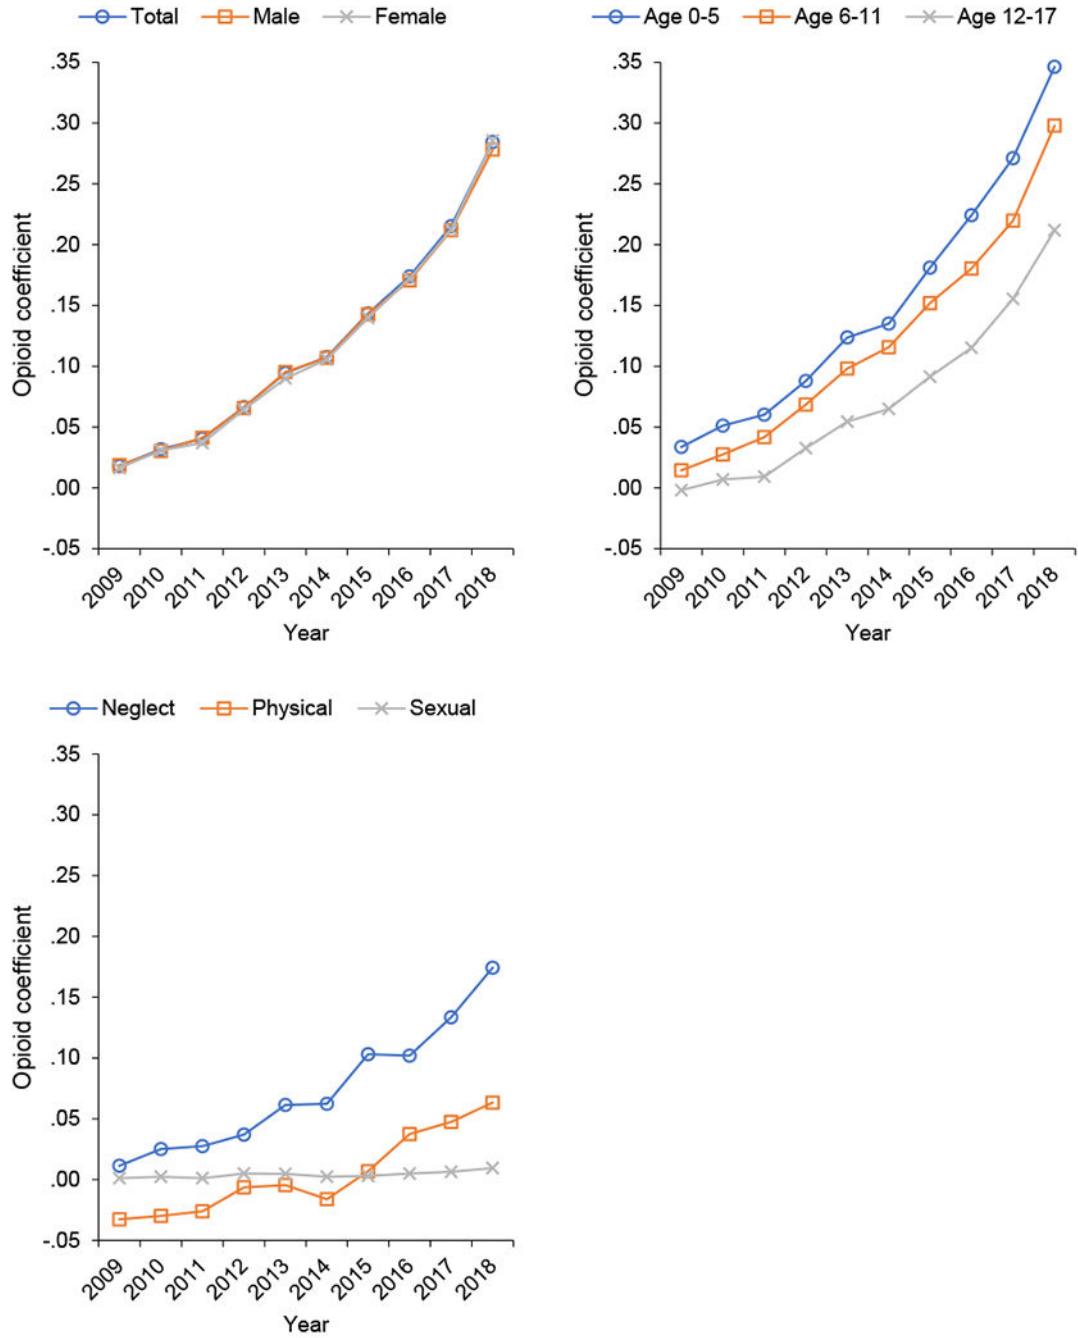 Total Male Female
.35
.30
.25
.20
.15
.10
.05
.00
-.05
Opioid coefficient
2009 2010 2011 2012 2013 2014 2015 2016 2017 2018
Year
Age 0-5 Age 6-11 Age 12-17
.35
.30
.25
.20
.15
.10
.05
.00
-.05
Opioid coefficient
2009 2010 2011 2012 2013 2014 2015 2016 2017 2018
Year
Neglect Physical Sexual
.35
.30
.25
.20
.15
.10
.05
.00
-.05
Opioid coefficient
2009 2010 2011 2012 2013 2014 2015 2016 2017 2018
Year